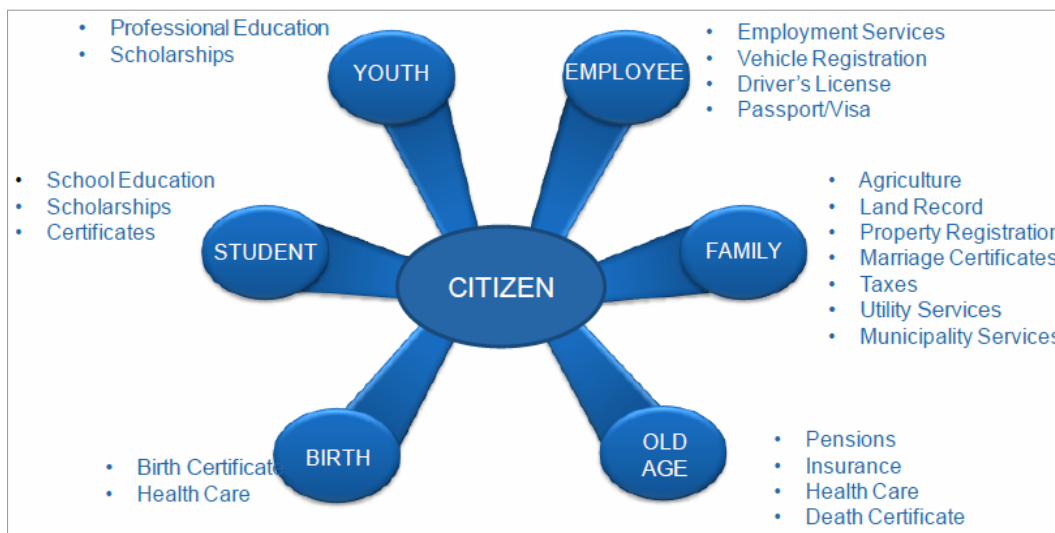 • Professional Education
• Scholarships
YOUTH
EMPLOYEE
• Employment Services
• Vehicle Registration
• Driver's License
• Passport/Visa
• School Education
• Scholarships
• Certificates
STUDENT
CITIZEN
FAMILY
• Agriculture
• Land Record
• Property Registration
• Marriage Certificates
• Taxes
• Utility Services
• Municipality Services
• Birth Certificate
• Health Care
BIRTH
OLD
AGE
• Pensions
• Insurance
• Health Care
• Death Certificate